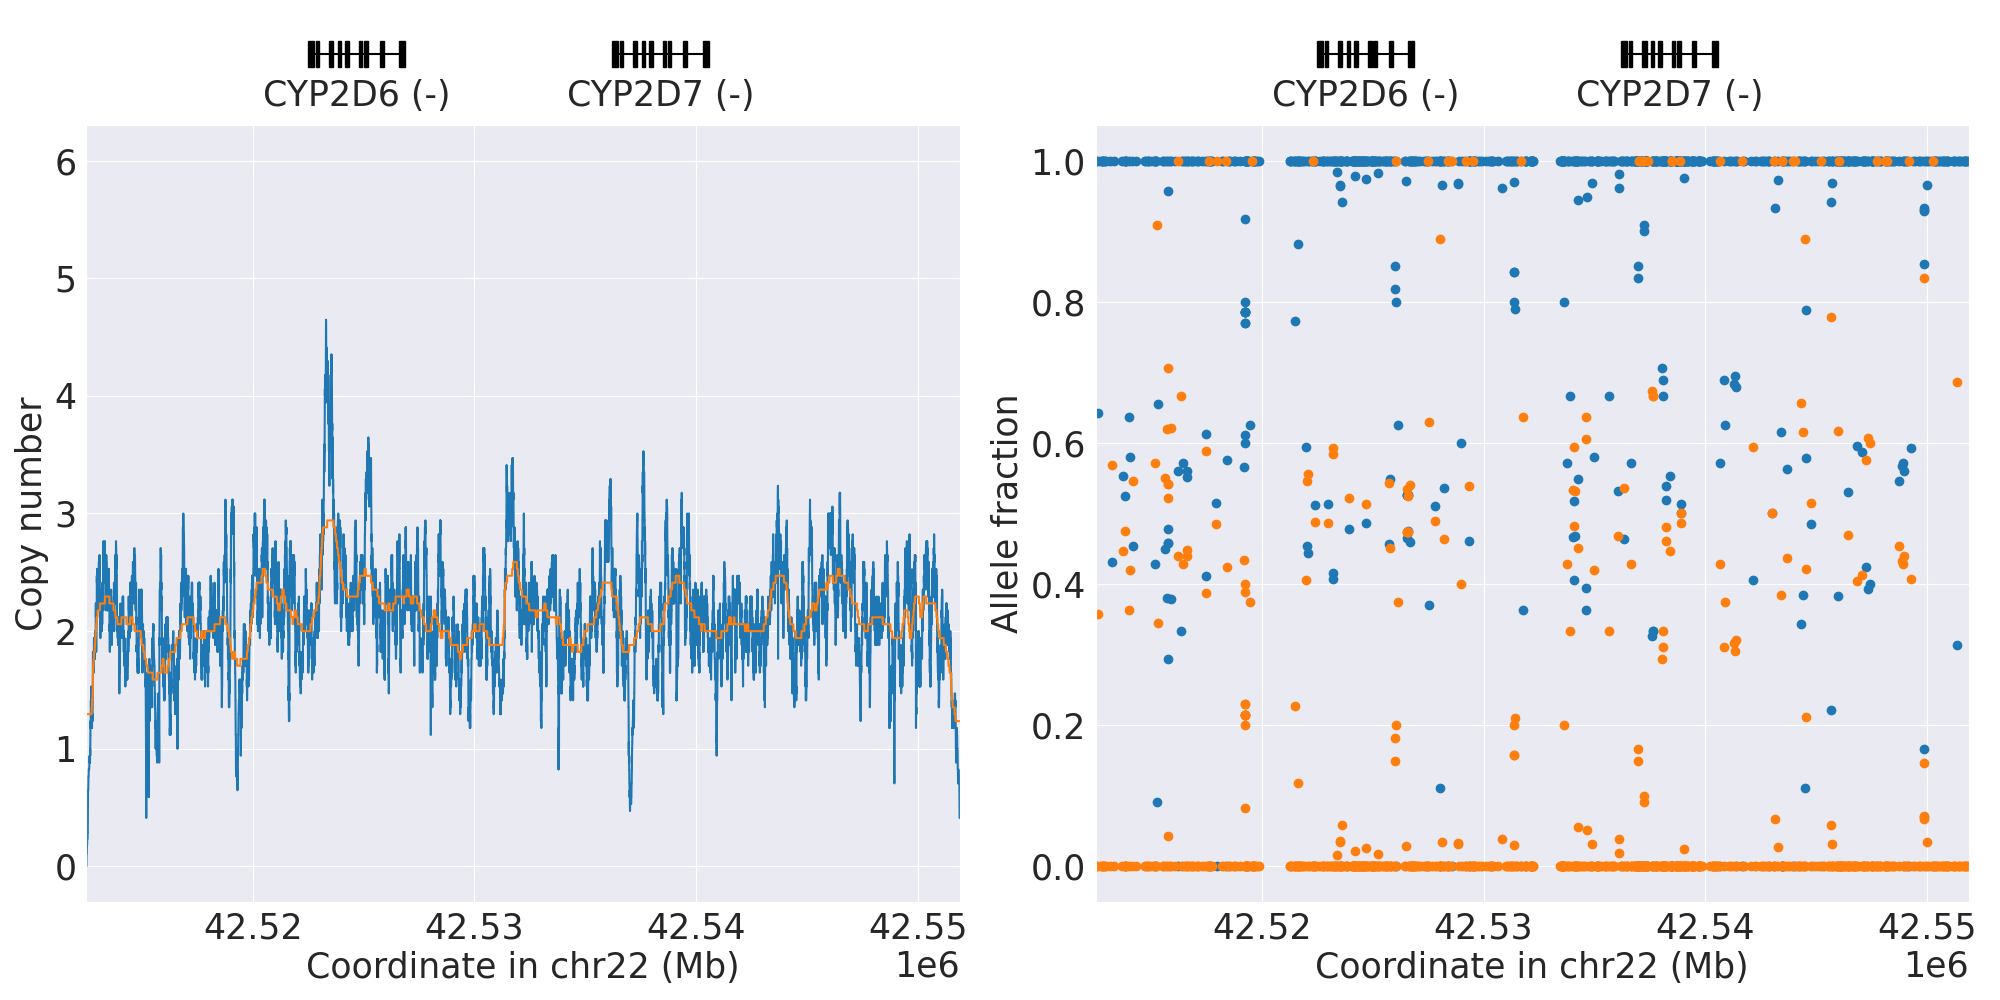 CYP2D6 (-) CYP2D7 (-)
6
5
4
3
2
1
0
Copy number
42.52 42.53 42.54 42.55
Coordinate in chr22 (Mb)
1e6
CYP2D6 (-) CYP2D7 (-)
1.0
0.8
0.6
0.4
0.2
0.0
Allele fraction
42.52 42.53 42.54 42.55
Coordinate in chr22 (Mb)
1e6